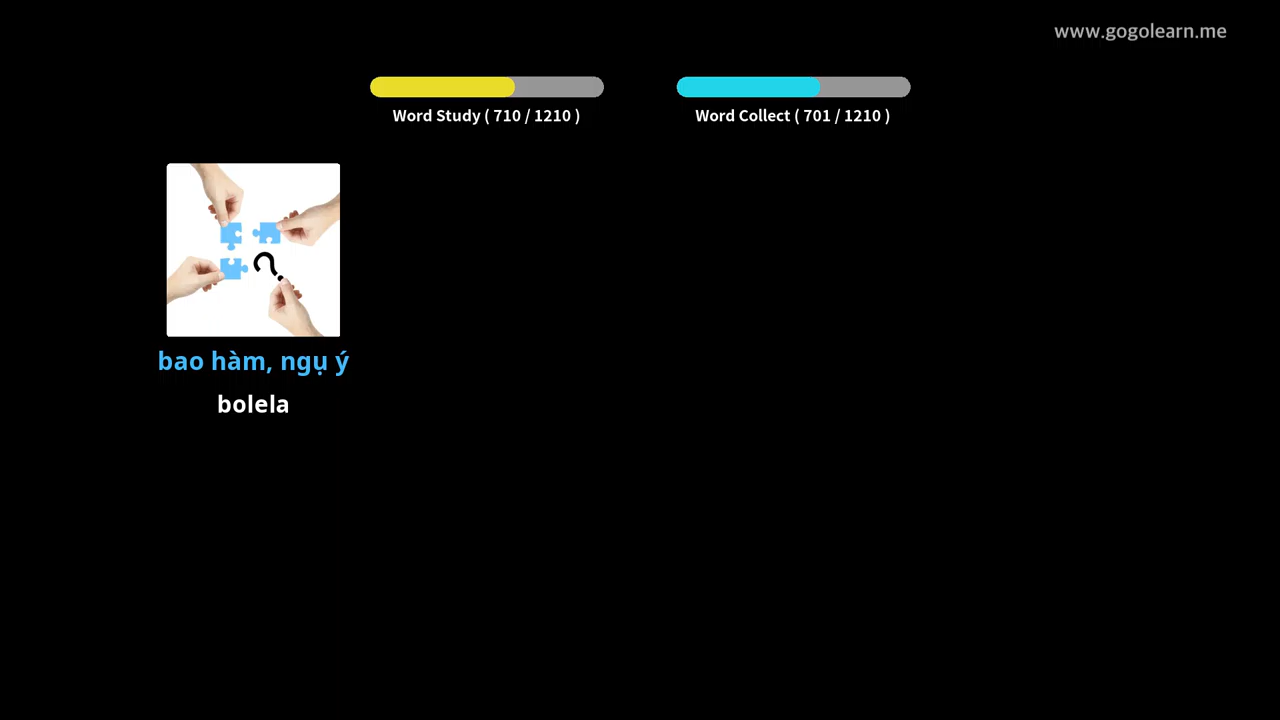 www.gogolearn.me
Word Study ( 710 / 1210 )
Word Collect ( 701 / 1210 )
bao hàm, ngụ ý
bolela